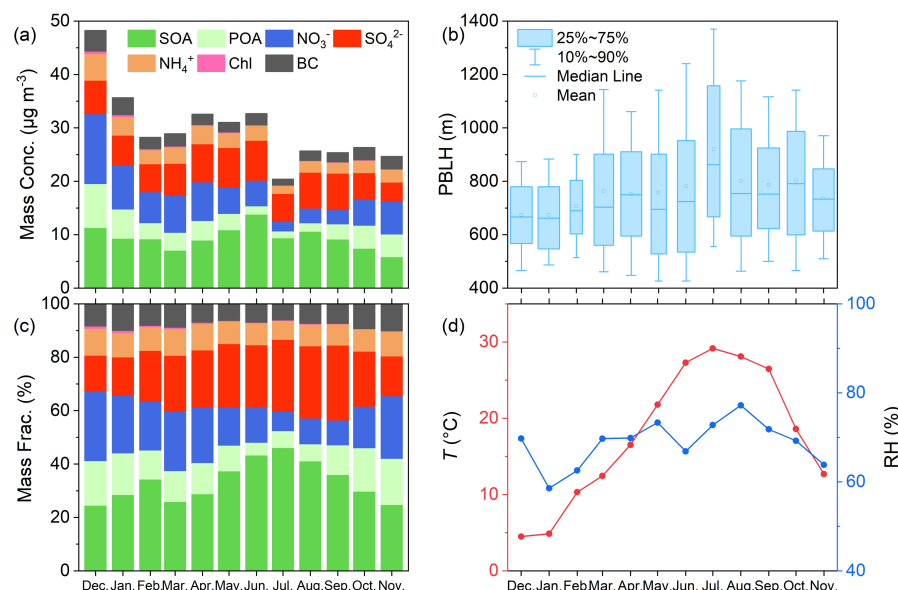 (a)
SOA POA NO₃⁻ SO₄²⁻
NH₄⁺ Chl BC
Mass Conc. (µg m⁻³)
50
40
30
20
10
0
(b)
25%~75%
10%~90%
Median Line
Mean
PBLH (m)
1400
1200
1000
800
600
400
(c)
Mass Frac. (%)
100
80
60
40
20
0
Dec. Jan. Feb. Mar. Apr. May. Jun. Jul. Aug. Sep. Oct. Nov.
(d)
T (°C)
30
20
10
0
RH (%)
100
80
60
40
Dec. Jan. Feb. Mar. Apr. May. Jun. Jul. Aug. Sep. Oct. Nov.